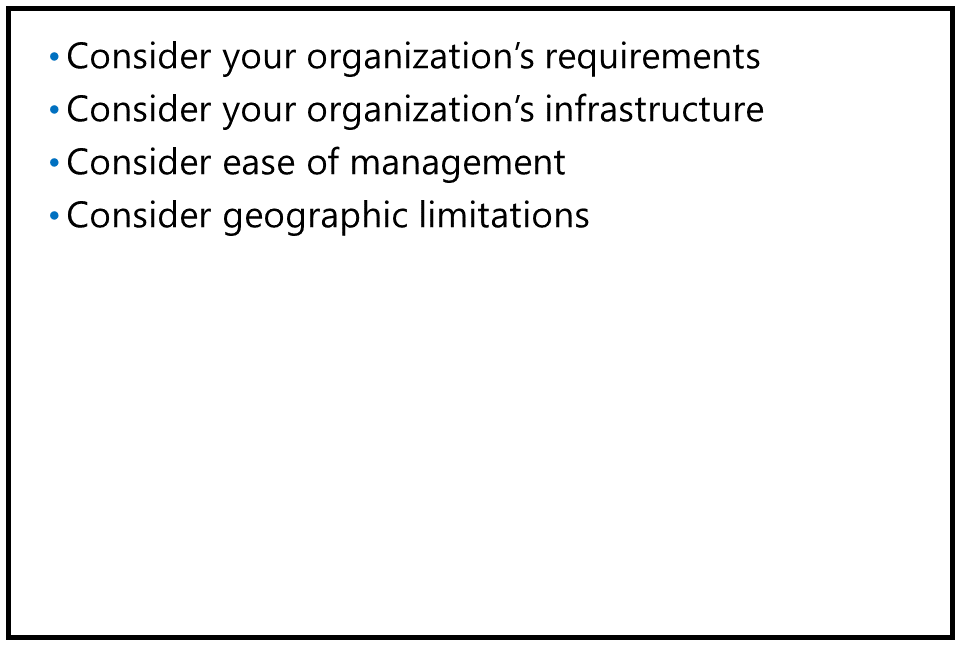 • Consider your organization’s requirements
• Consider your organization’s infrastructure
• Consider ease of management
• Consider geographic limitations